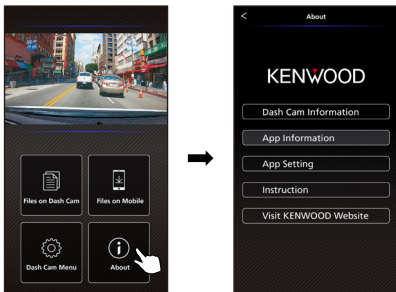 Files on Dash Cam
Files on Mobile
Dash Cam Menu
About
<
About
KENWOOD
Dash Cam Information
App Information
App Setting
Instruction
Visit KENWOOD Website